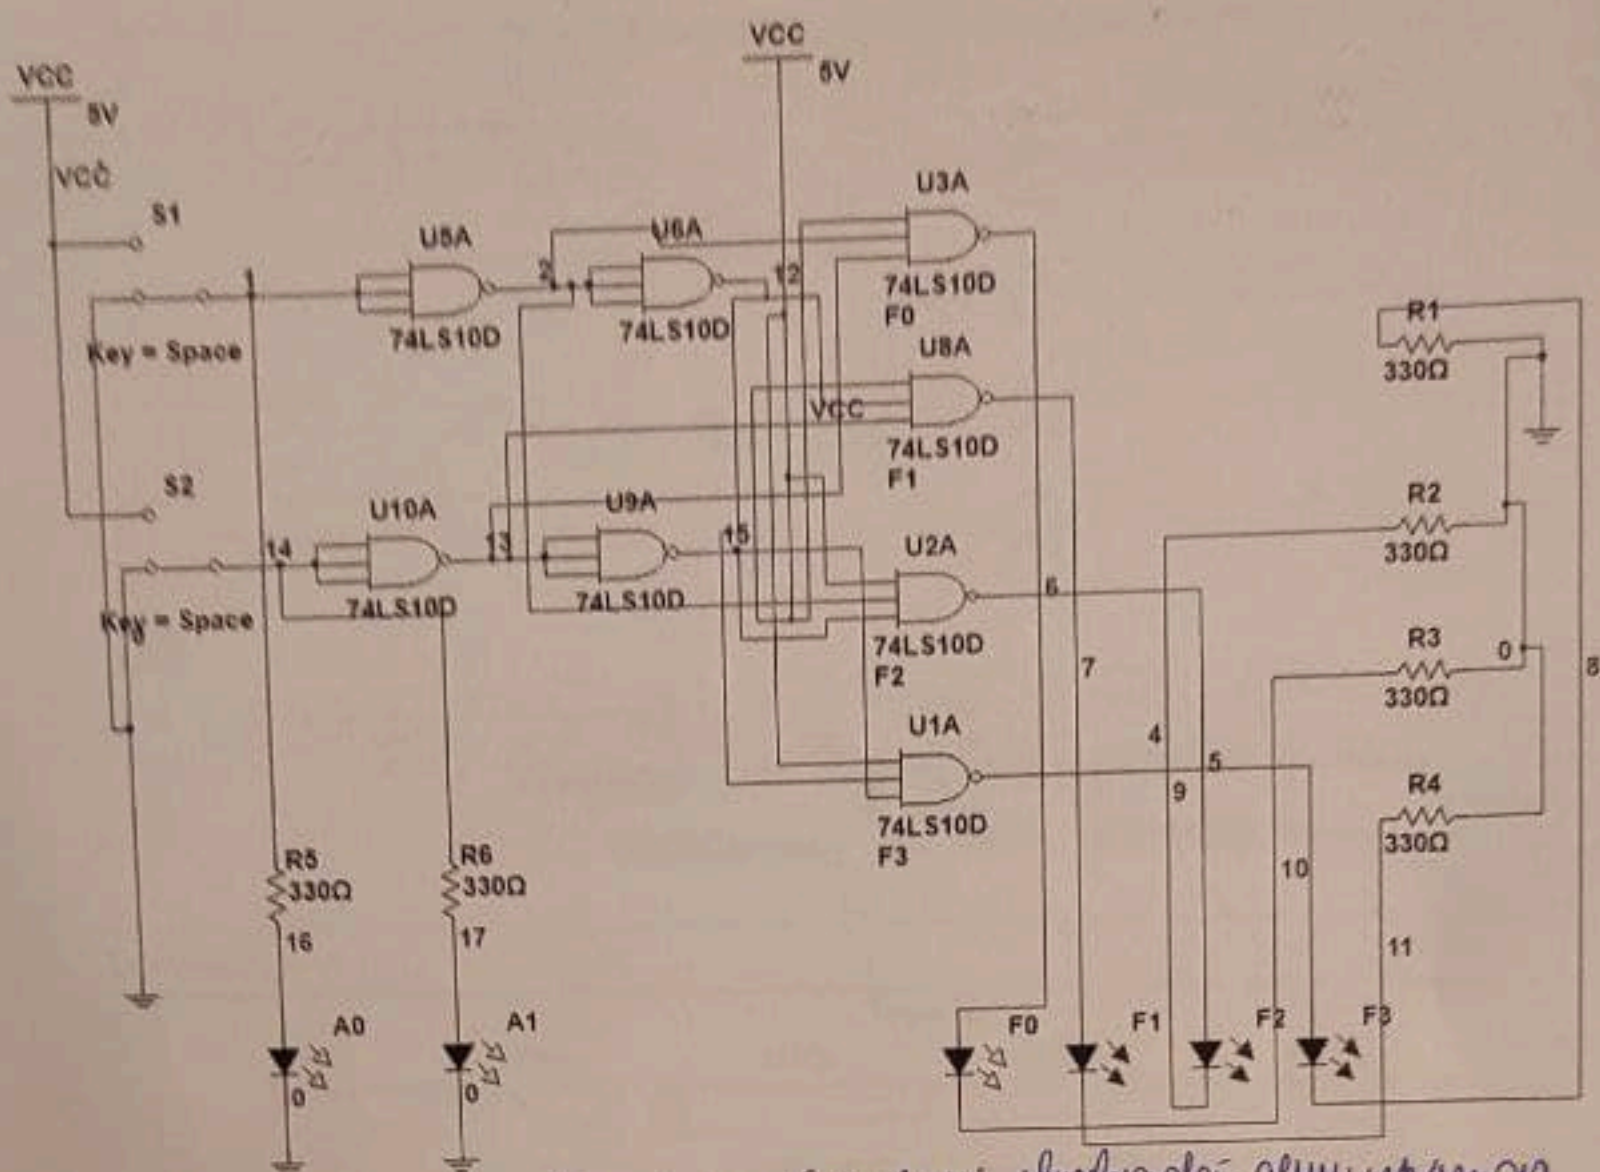 VCC
5V
VCC
5V
VCC
S1
U3A
U5A
U6A
1
2
12
74LS10D
F0
74LS10D
74LS10D
R1
330Ω
Key = Space
U8A
VCC
74LS10D
F1
S2
U10A
U9A
R2
330Ω
14
13
15
U2A
6
74LS10D
74LS10D
Key = Space
74LS10D
F2
R3
0
330Ω
7
8
U1A
4
5
9
R4
330Ω
74LS10D
F3
R5
330Ω
R6
330Ω
10
16
17
11
A0
A1
F0
F1
F2
F3
0
0